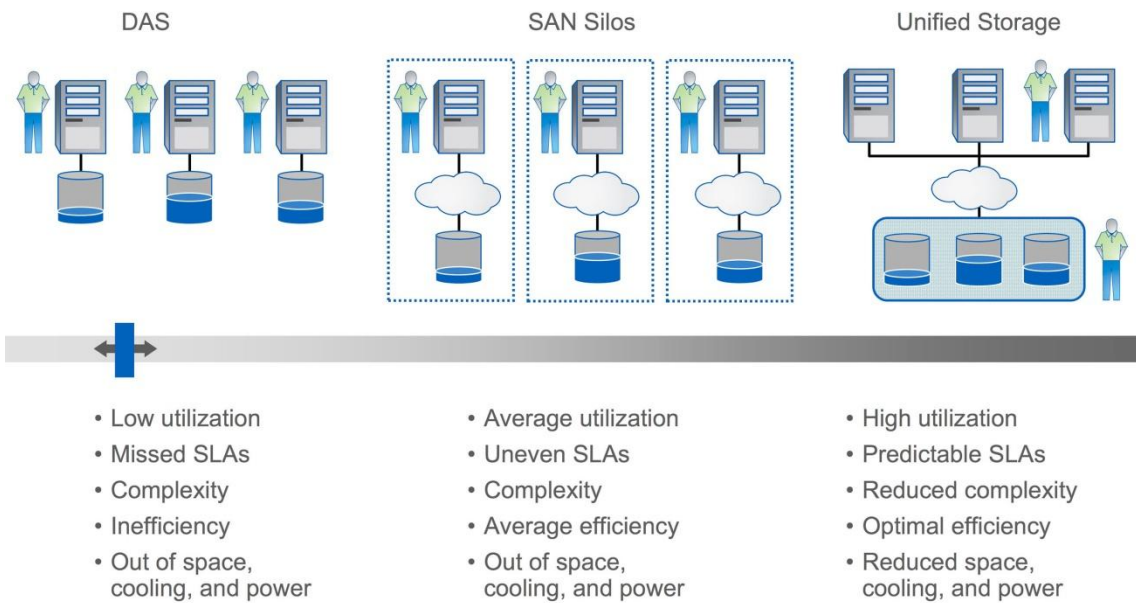 DAS
SAN Silos
Unified Storage
• Low utilization
• Missed SLAs
• Complexity
• Inefficiency
• Out of space,
cooling, and power
• Average utilization
• Uneven SLAs
• Complexity
• Average efficiency
• Out of space,
cooling, and power
• High utilization
• Predictable SLAs
• Reduced complexity
• Optimal efficiency
• Reduced space,
cooling, and power